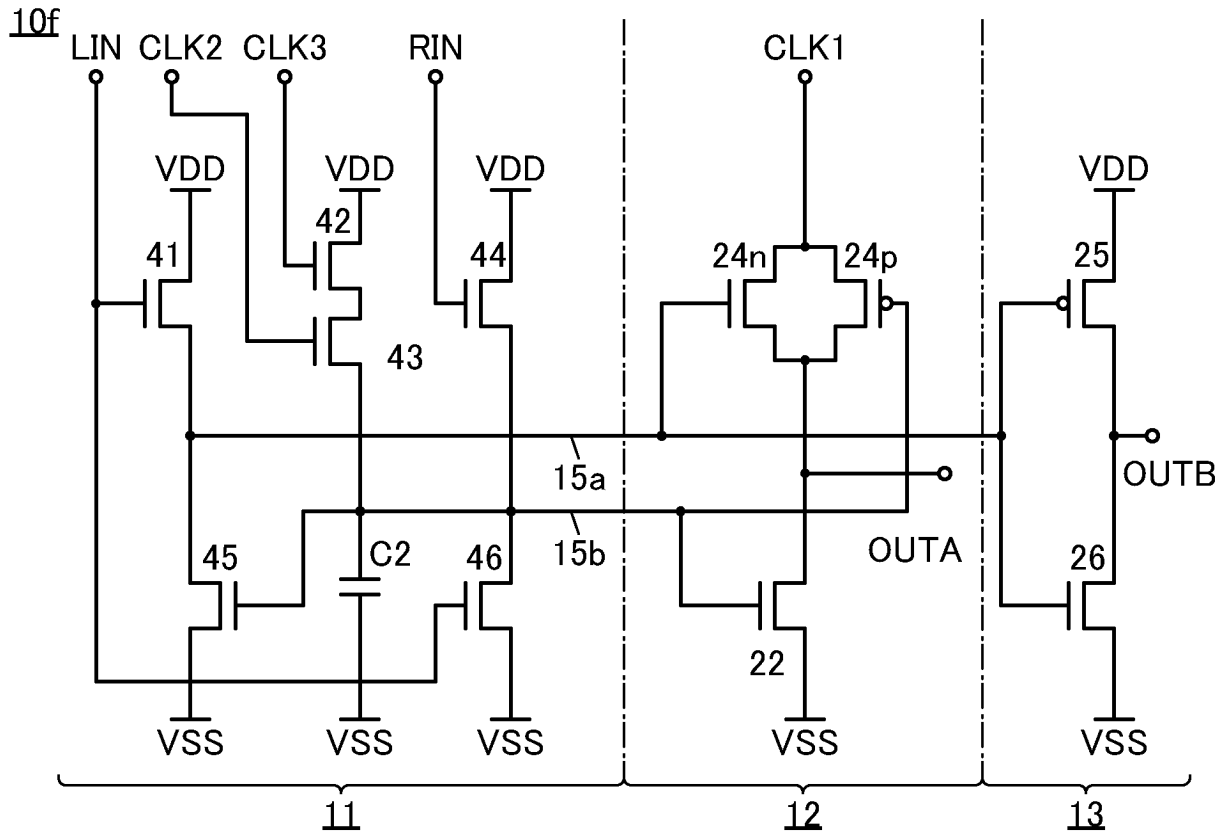 10f
LIN CLK2 CLK3 RIN CLK1
VDD VDD VDD VDD
41 42 44 24n 24p 25
43
15a OUTB
45 C2 46 15b OUTA 26
22
VSS VSS VSS VSS VSS
11 12 13